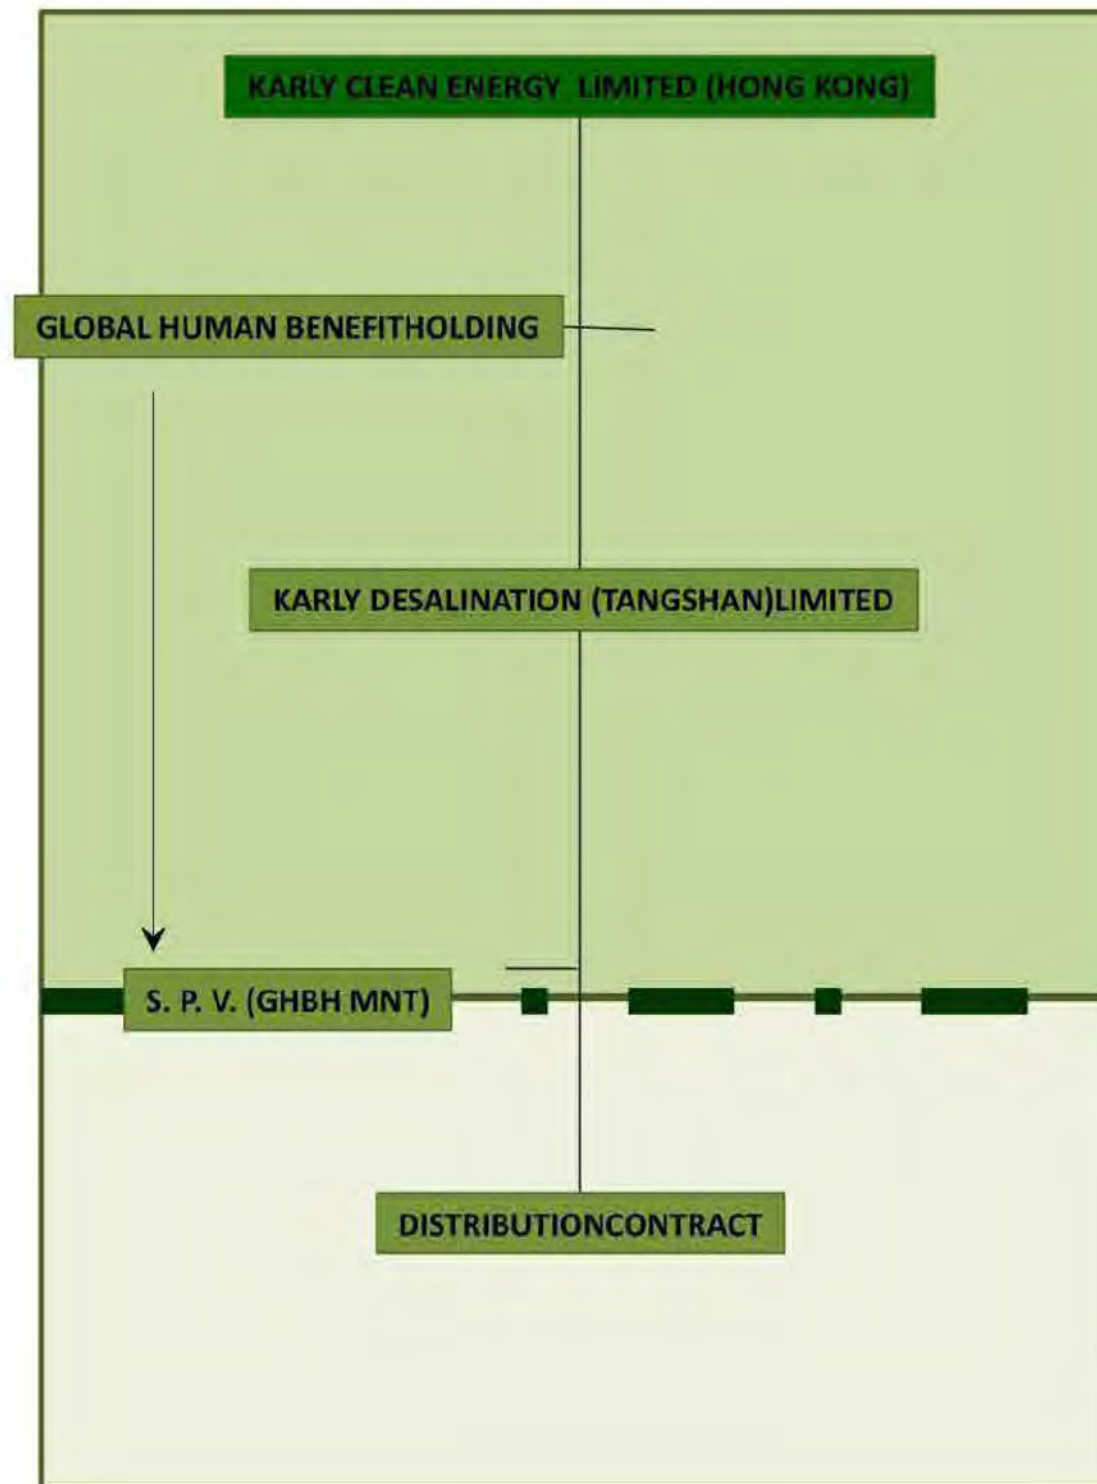 KARLY CLEAN ENERGY LIMITED (HONG KONG)
GLOBAL HUMAN BENEFITHOLDING
KARLY DESALINATION (TANGSHAN)LIMITED
S. P. V. (GHBH MNT)
DISTRIBUTIONCONTRACT